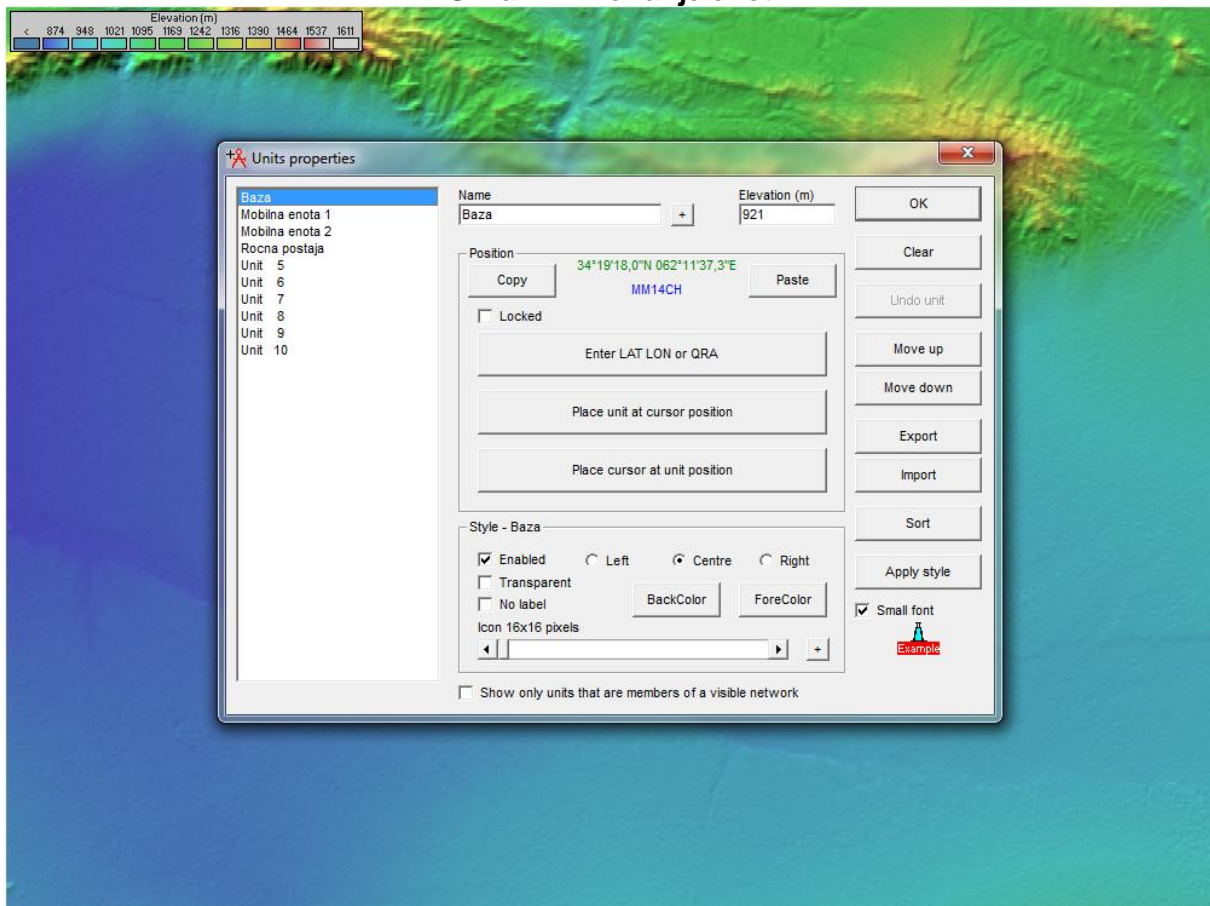 Elevation (m)
< 874 948 1021 1095 1169 1242 1316 1390 1464 1537 1611
Units properties
Baza
Mobilna enota 1
Mobilna enota 2
Rocna postaja
Unit 5
Unit 6
Unit 7
Unit 8
Unit 9
Unit 10
Name
Baza
+
Elevation (m)
921
Position
Copy
34°19'18,0"N 062°11'37,3"E
MM14CH
Paste
Locked
Enter LAT LON or QRA
Place unit at cursor position
Place cursor at unit position
Style - Baza
Enabled Left Centre Right
Transparent
No label
BackColor ForeColor
Icon 16x16 pixels
+
Show only units that are members of a visible network
OK
Clear
Undo unit
Move up
Move down
Export
Import
Sort
Apply style
Small font
Example